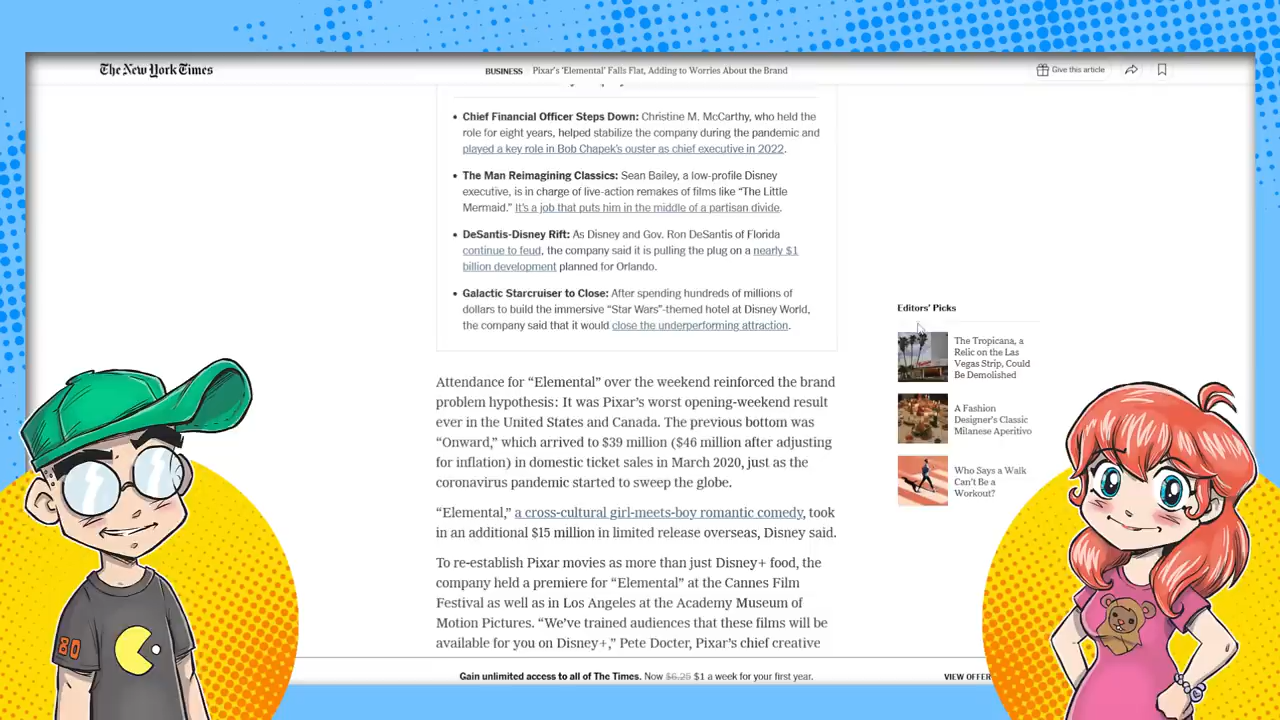 The New York Times
BUSINESS Pixar's 'Elemental' Falls Flat, Adding to Worries About the Brand
Give this article
• Chief Financial Officer Steps Down: Christine M. McCarthy, who held the
role for eight years, helped stabilize the company during the pandemic and
played a key role in Bob Chapek's ouster as chief executive in 2022.
• The Man Reimagining Classics: Sean Bailey, a low-profile Disney
executive, is in charge of live-action remakes of films like “The Little
Mermaid.” It's a job that puts him in the middle of a partisan divide.
• DeSantis-Disney Rift: As Disney and Gov. Ron DeSantis of Florida
continue to feud, the company said it is pulling the plug on a nearly $1
billion development planned for Orlando.
• Galactic Starcruiser to Close: After spending hundreds of millions of
dollars to build the immersive “Star Wars”-themed hotel at Disney World,
the company said that it would close the underperforming attraction.
Attendance for “Elemental” over the weekend reinforced the brand
problem hypothesis: It was Pixar's worst opening-weekend result
ever in the United States and Canada. The previous bottom was
“Onward,” which arrived to $39 million ($46 million after adjusting
for inflation) in domestic ticket sales in March 2020, just as the
coronavirus pandemic started to sweep the globe.
“Elemental,” a cross-cultural girl-meets-boy romantic comedy, took
in an additional $15 million in limited release overseas, Disney said.
To re-establish Pixar movies as more than just Disney+ food, the
company held a premiere for “Elemental” at the Cannes Film
Festival as well as in Los Angeles at the Academy Museum of
Motion Pictures. “We've trained audiences that these films will be
available for you on Disney+,” Pete Docter, Pixar's chief creative
Editors' Picks
The Tropicana, a
Relic on the Las
Vegas Strip, Could
Be Demolished
A Fashion
Designer's Classic
Milanese Aperitivo
Who Says a Walk
Can't Be a
Workout?
80
Gain unlimited access to all of The Times. Now $6.25 $1 a week for your first year.
VIEW OFFER